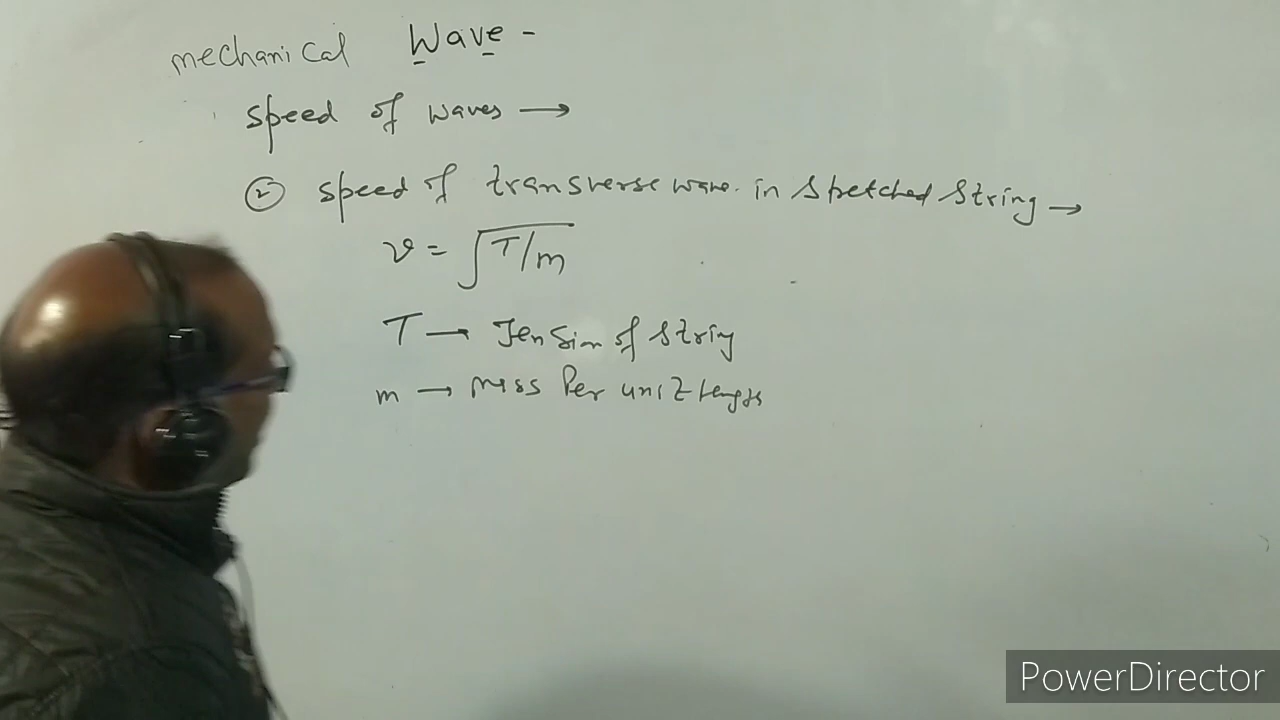 mechanical Wave -
speed of waves →
② speed of transverse wave. in stretched string →
v = √T/m
T → Tension of string
m → mass Per unit length
PowerDirector